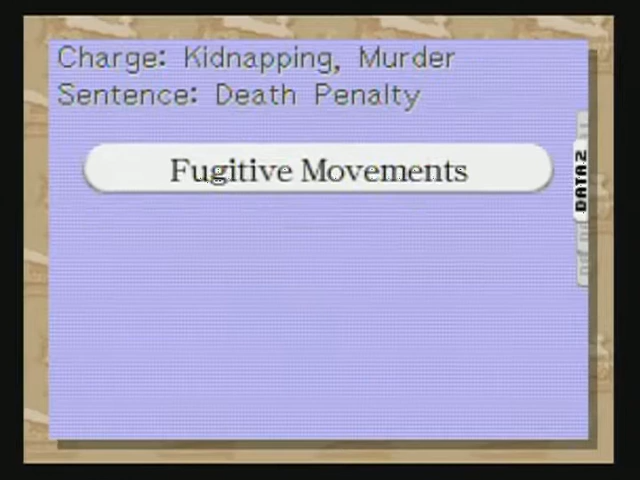 Charge: Kidnapping, Murder
Sentence: Death Penalty
Fugitive Movements
DATA2